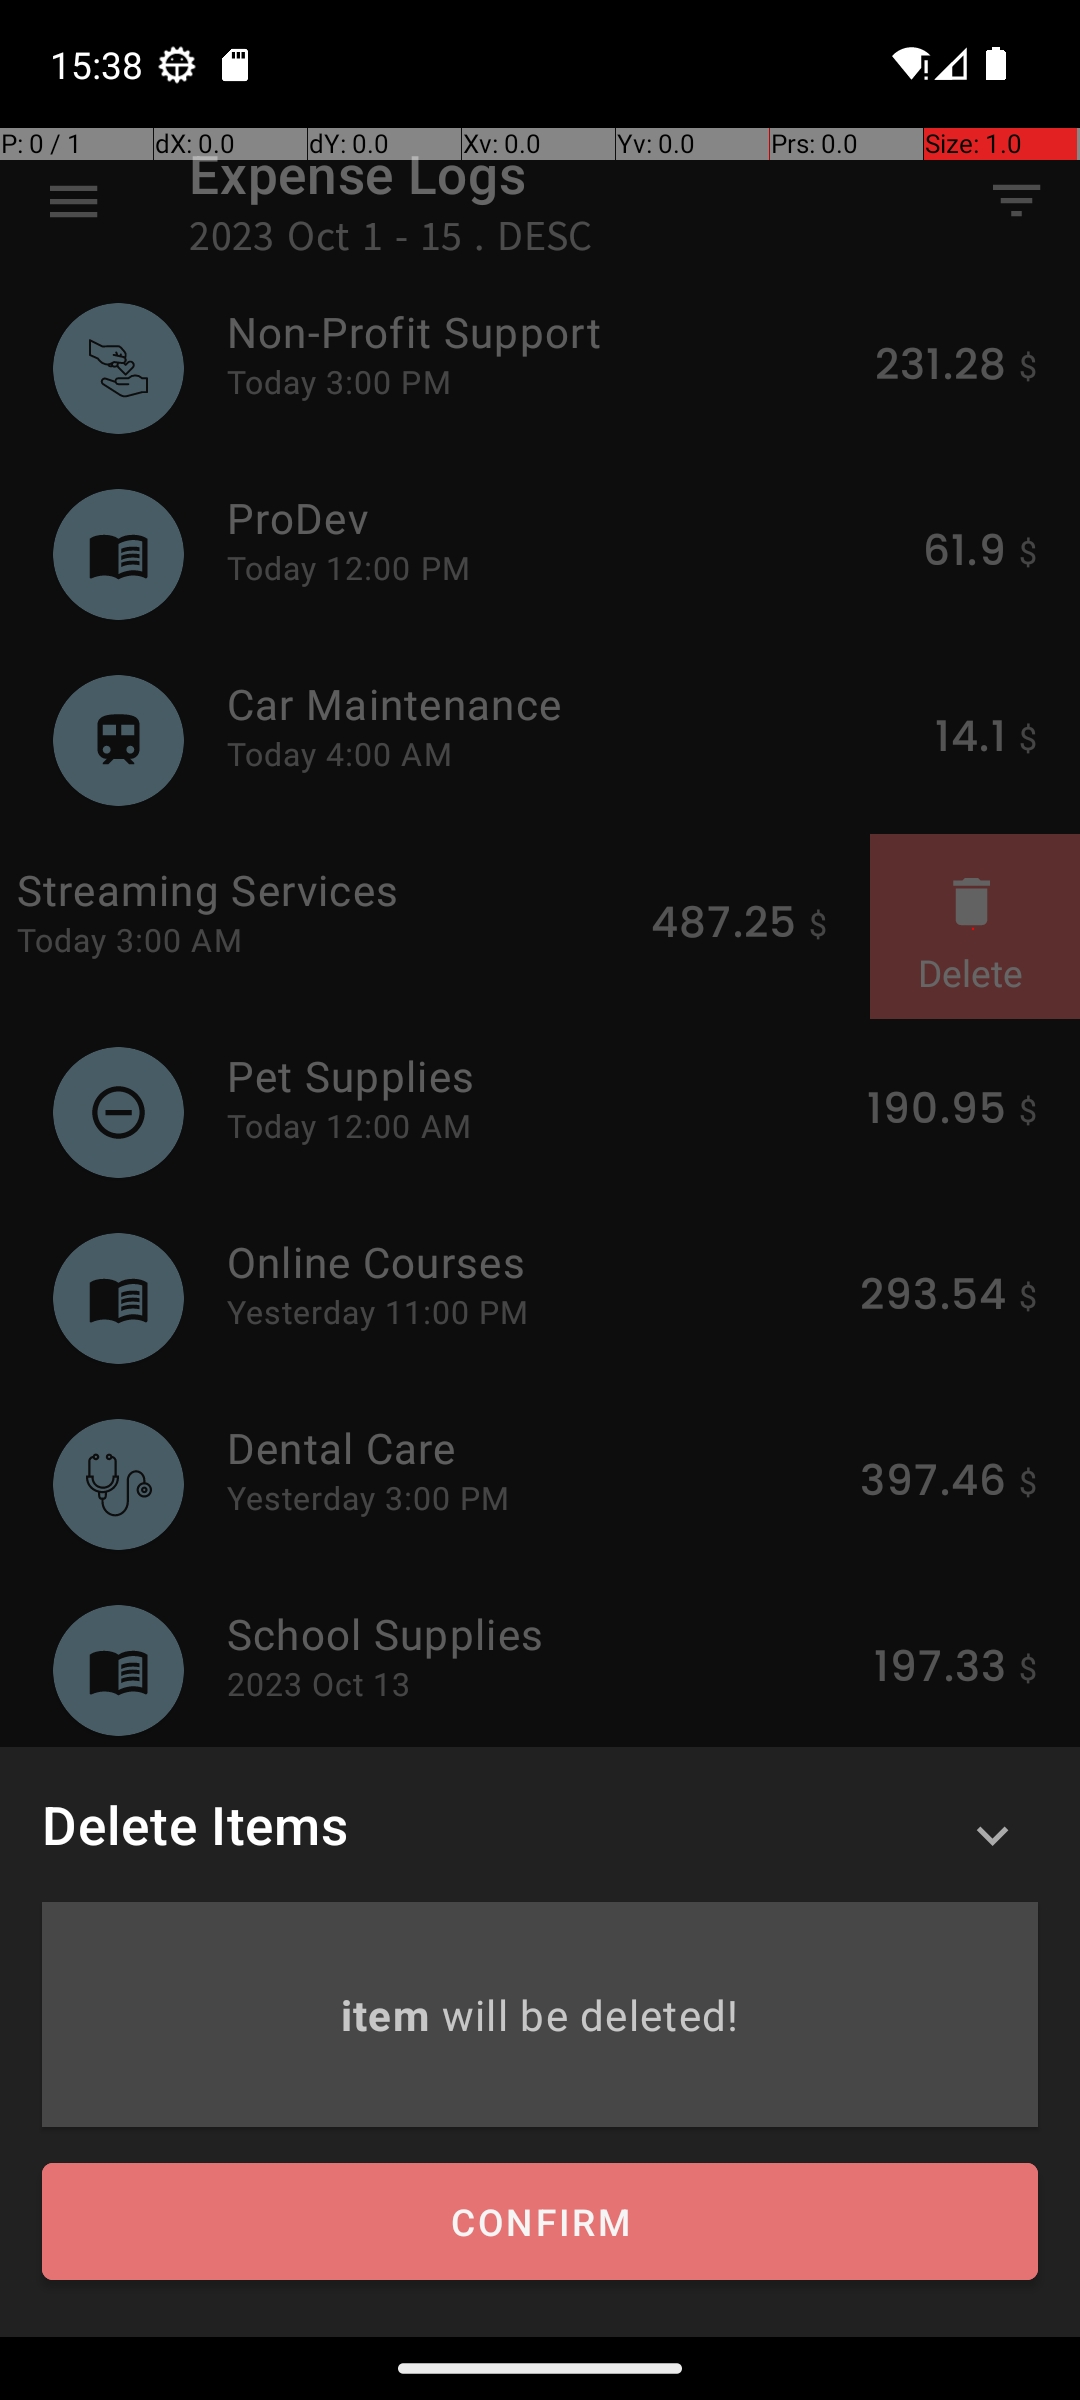 15:38
P: 0 / 1 dX: 0.0 dY: 0.0 Xv: 0.0 Yv: 0.0 Prs: 0.0 Size: 1.0
Expense Logs
2023 Oct 1 - 15 . DESC
Non-Profit Support
Today 3:00 PM
231.28 $
ProDev
Today 12:00 PM
61.9 $
Car Maintenance
Today 4:00 AM
14.1 $
Streaming Services
Today 3:00 AM
487.25 $
Delete
Pet Supplies
Today 12:00 AM
190.95 $
Online Courses
Yesterday 11:00 PM
293.54 $
Dental Care
Yesterday 3:00 PM
397.46 $
School Supplies
2023 Oct 13
197.33 $
Delete Items
item will be deleted!
CONFIRM